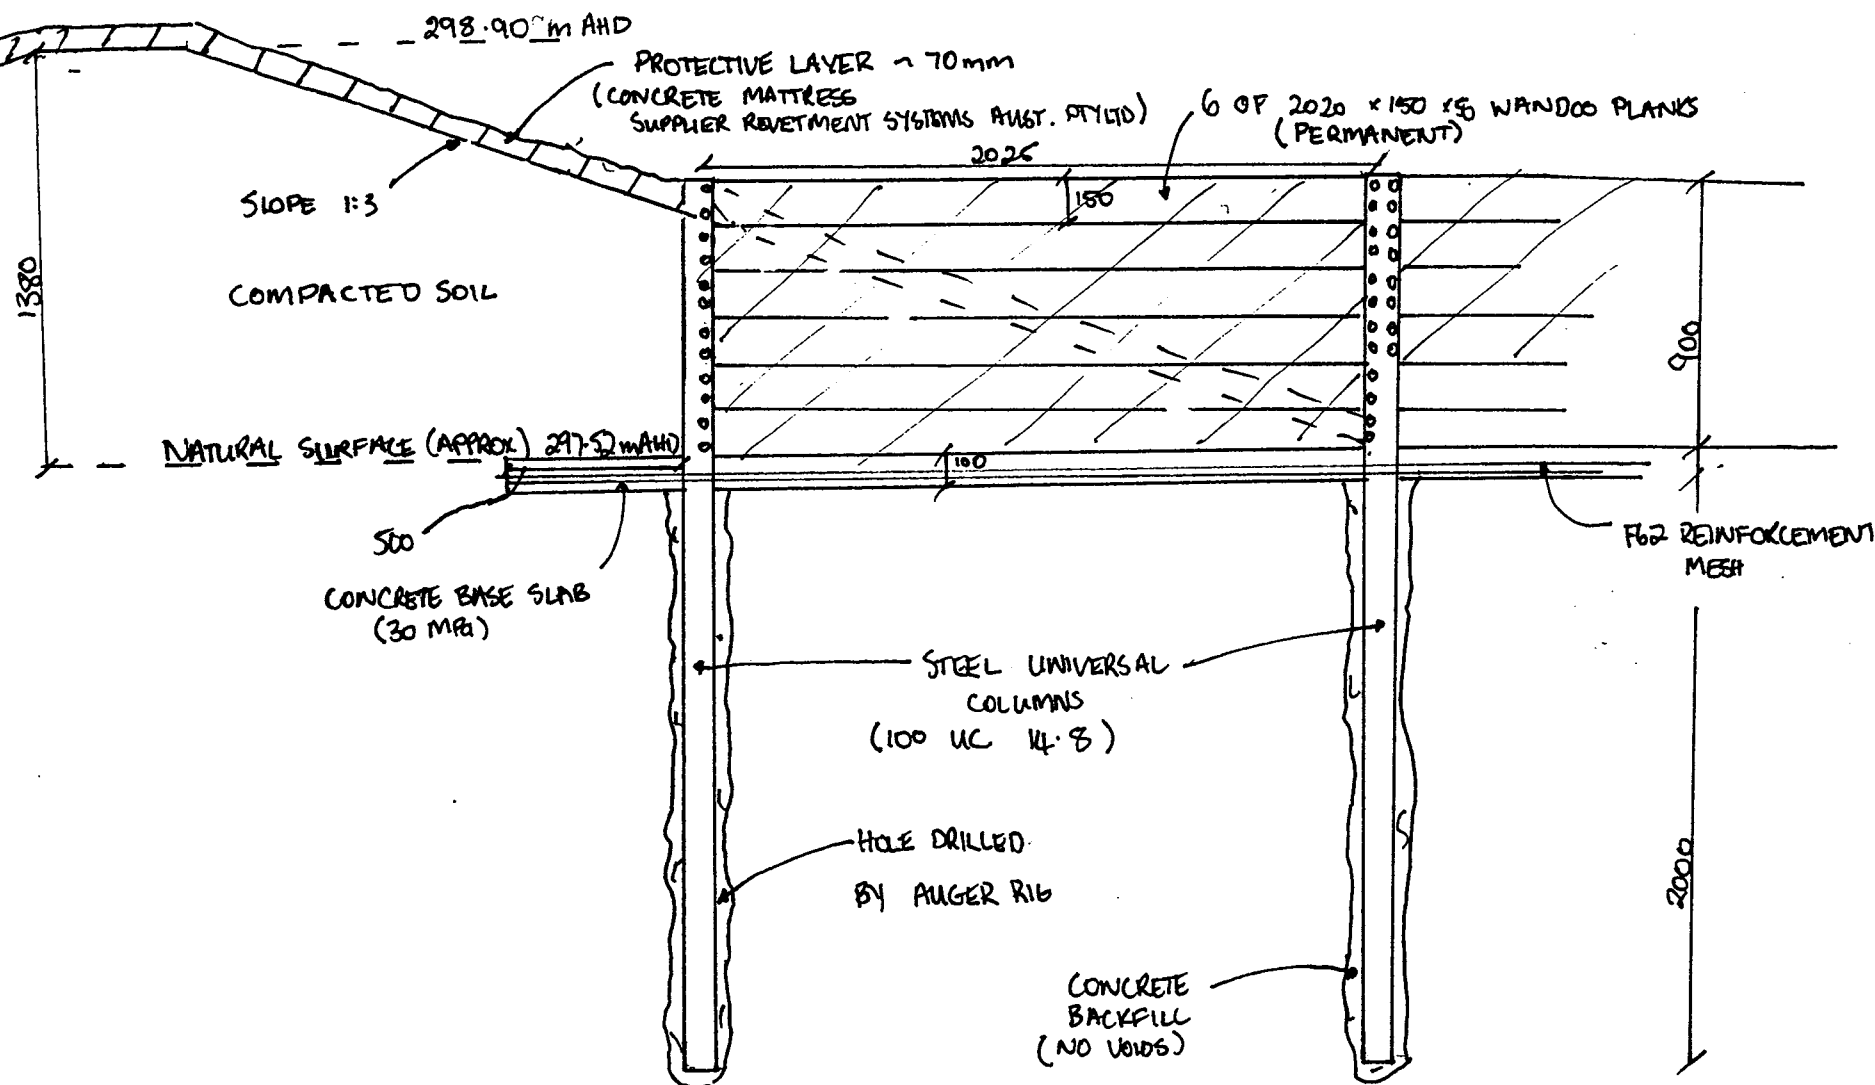 298.90 m AHD
PROTECTIVE LAYER ~ 70mm
(CONCRETE MATTRESS
SUPPLIER REVETMENT SYSTEMS AUST. PTY LTD)
6 OF 2020 × 150 × 50 WANDOO PLANKS
(PERMANENT)
2025
150
SLOPE 1:3
1380
COMPACTED SOIL
900
NATURAL SURFACE (APPROX) 297.52 mAHD
100
500
F62 REINFORCEMENT
MESH
CONCRETE BASE SLAB
(30 MPa)
STEEL UNIVERSAL
COLUMNS
(100 UC 14.8)
HOLE DRILLED
BY AUGER RIG
2000
CONCRETE
BACKFILL
(NO VOIDS)